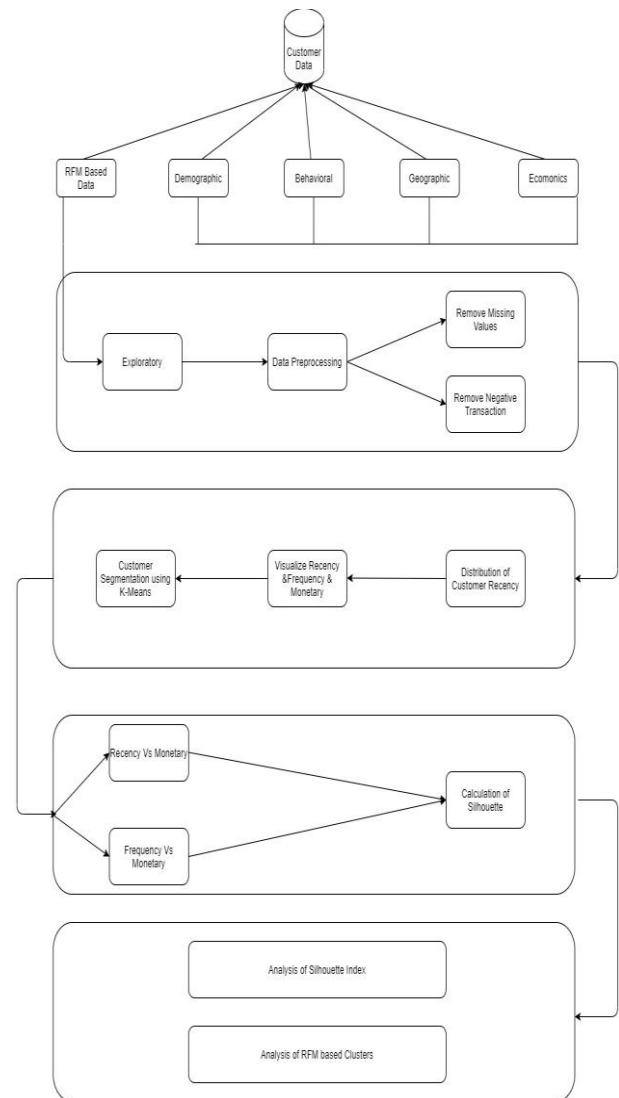 Customer
Data
RFM Based
Data
Demographic
Behavioral
Geographic
Ecomonics
Exploratory
Data Preprocessing
Remove Missing
Values
Remove Negative
Transaction
Customer
Segmentation using
K-Means
Visualize Recency
&Frequency &
Monetary
Distribution of
Customer Recency
Recency Vs Monetary
Frequency Vs
Monetary
Calculation of
Silhouette
Analysis of Silhouette Index
Analysis of RFM based Clusters